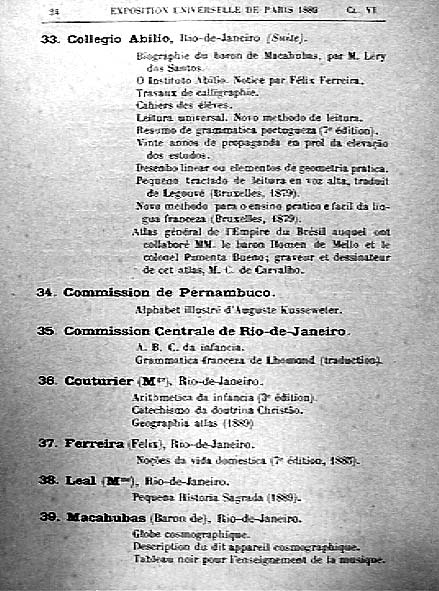 24 EXPOSITION UNIVERSELLE DE PARIS 1889 CL. VI
33. Collegio Abilio, Rio-de-Janeiro (Suite).
Biographie du baron de Macahubas, par M. Léry
dos Santos.
O Instituto Abilio. Notice par Félix Ferreira.
Travaux de calligraphie.
Cahiers des élèves.
Leitura universal. Novo methodo de leitura.
Resumo de grammatica portugueza (7e édition).
Vinte annos de propaganda en prol da elevação
dos estudos.
Desenho linear ou elementos de geometria pratica.
Pequeno tractado de leitura en voz alta, traduit
de Legouvé (Bruxelles, 1879).
Novo methodo para o ensino pratico e facil da lin-
gua franceza (Bruxelles, 1879).
Atlas général de l'Empire du Brésil auquel ont
collaboré MM. le baron Homen de Mello et le
colonel Pimenta Bueno; graveur et dessinateur
de cet atlas, M. C. de Carvalho.
34. Commission de Pernambuco.
Alphabet illustré d'Auguste Kusseweter.
35. Commission Centrale de Rio-de-Janeiro.
A. B. C. da infancia.
Grammatica franceza de Lhomond (traduction).
36. Couturier (Mgr), Rio-de-Janeiro.
Aritbmetica da infancia (3e édition).
Catechismo da doutrina Christão.
Geographia atlas (1889)
37. Ferreira (Felix), Rio-de-Janeiro.
Noções da vida domestica (7e édition, 1885).
38. Leal (Mme), Rio-de-Janeiro.
Pequena Historia Sagrada (1889).
39. Macahubas (Baron de), Rio-de-Janeiro.
Globe cosmographique.
Description du dit appareil cosmographique.
Tableau noir pour l'enseignement de la musique.